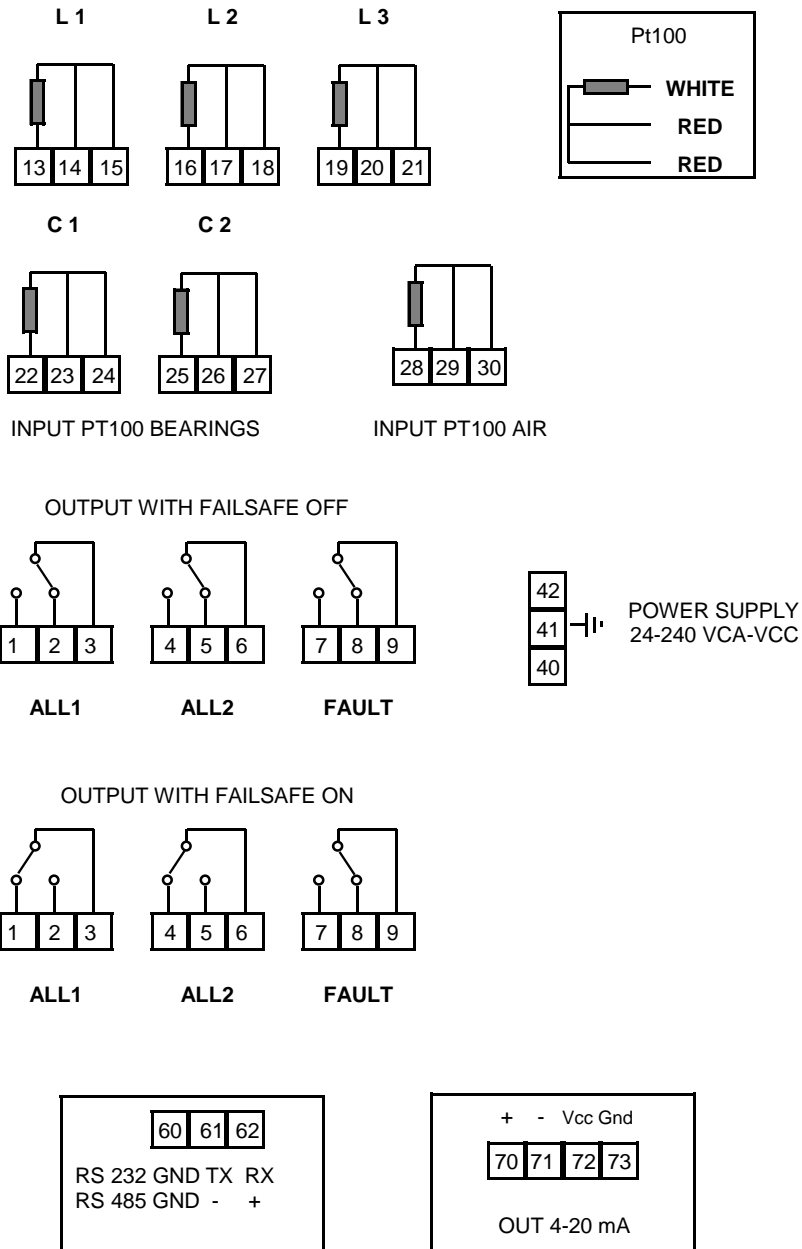 L 1 L 2 L 3
Pt100
WHITE
RED
RED
13 14 15 16 17 18 19 20 21
C 1 C 2
22 23 24 25 26 27 28 29 30
INPUT PT100 BEARINGS INPUT PT100 AIR
OUTPUT WITH FAILSAFE OFF
1 2 3 4 5 6 7 8 9
ALL1 ALL2 FAULT
42
41
40
POWER SUPPLY
24-240 VCA-VCC
OUTPUT WITH FAILSAFE ON
1 2 3 4 5 6 7 8 9
ALL1 ALL2 FAULT
60 61 62
RS 232 GND TX RX
RS 485 GND - +
+ - Vcc Gnd
70 71 72 73
OUT 4-20 mA